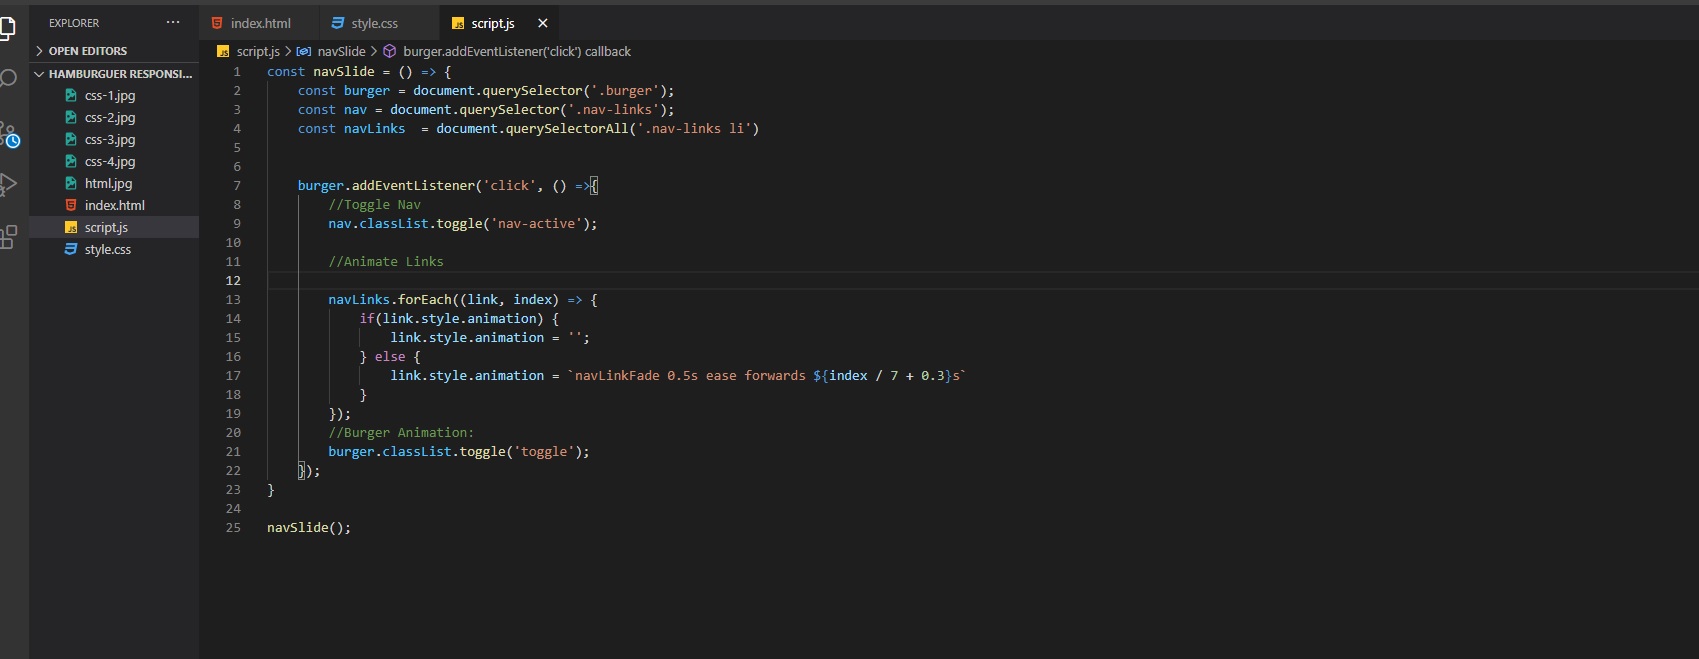 EXPLORER ···
index.html
style.css
script.js
OPEN EDITORS
script.js > navSlide > burger.addEventListener('click') callback
HAMBURGUER RESPONSI...
css-1.jpg
css-2.jpg
css-3.jpg
css-4.jpg
html.jpg
index.html
script.js
style.css
1 const navSlide = () => {
2 const burger = document.querySelector('.burger');
3 const nav = document.querySelector('.nav-links');
4 const navLinks  = document.querySelectorAll('.nav-links li')
5
6
7 burger.addEventListener('click', () =>{
8 //Toggle Nav
9 nav.classList.toggle('nav-active');
10
11 //Animate Links
12
13 navLinks.forEach((link, index) => {
14 if(link.style.animation) {
15 link.style.animation = '';
16 } else {
17 link.style.animation = `navLinkFade 0.5s ease forwards ${index / 7 + 0.3}s`
18 }
19 });
20 //Burger Animation:
21 burger.classList.toggle('toggle');
22 });
23 }
24
25 navSlide();